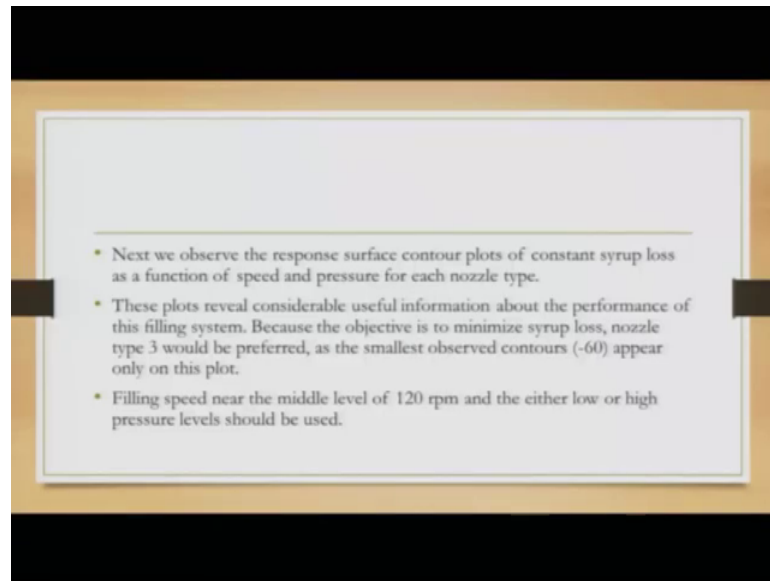 • Next we observe the response surface contour plots of constant syrup loss
as a function of speed and pressure for each nozzle type.
• These plots reveal considerable useful information about the performance of
this filling system. Because the objective is to minimize syrup loss, nozzle
type 3 would be preferred, as the smallest observed contours (-60) appear
only on this plot.
• Filling speed near the middle level of 120 rpm and the either low or high
pressure levels should be used.